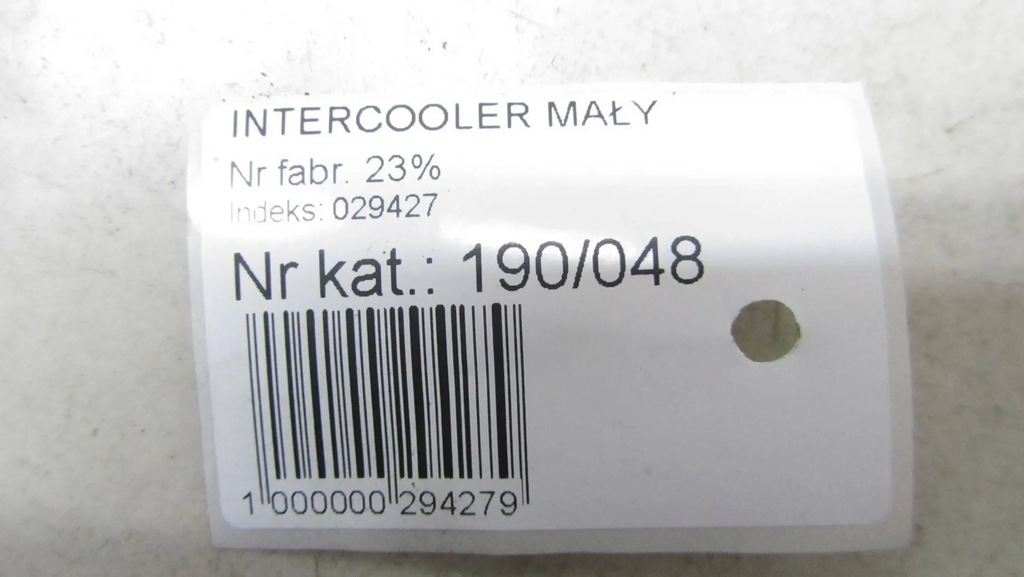 INTERCOOLER MAŁY
Nr fabr. 23%
Indeks: 029427
Nr kat.: 190/048
1 000000 294279